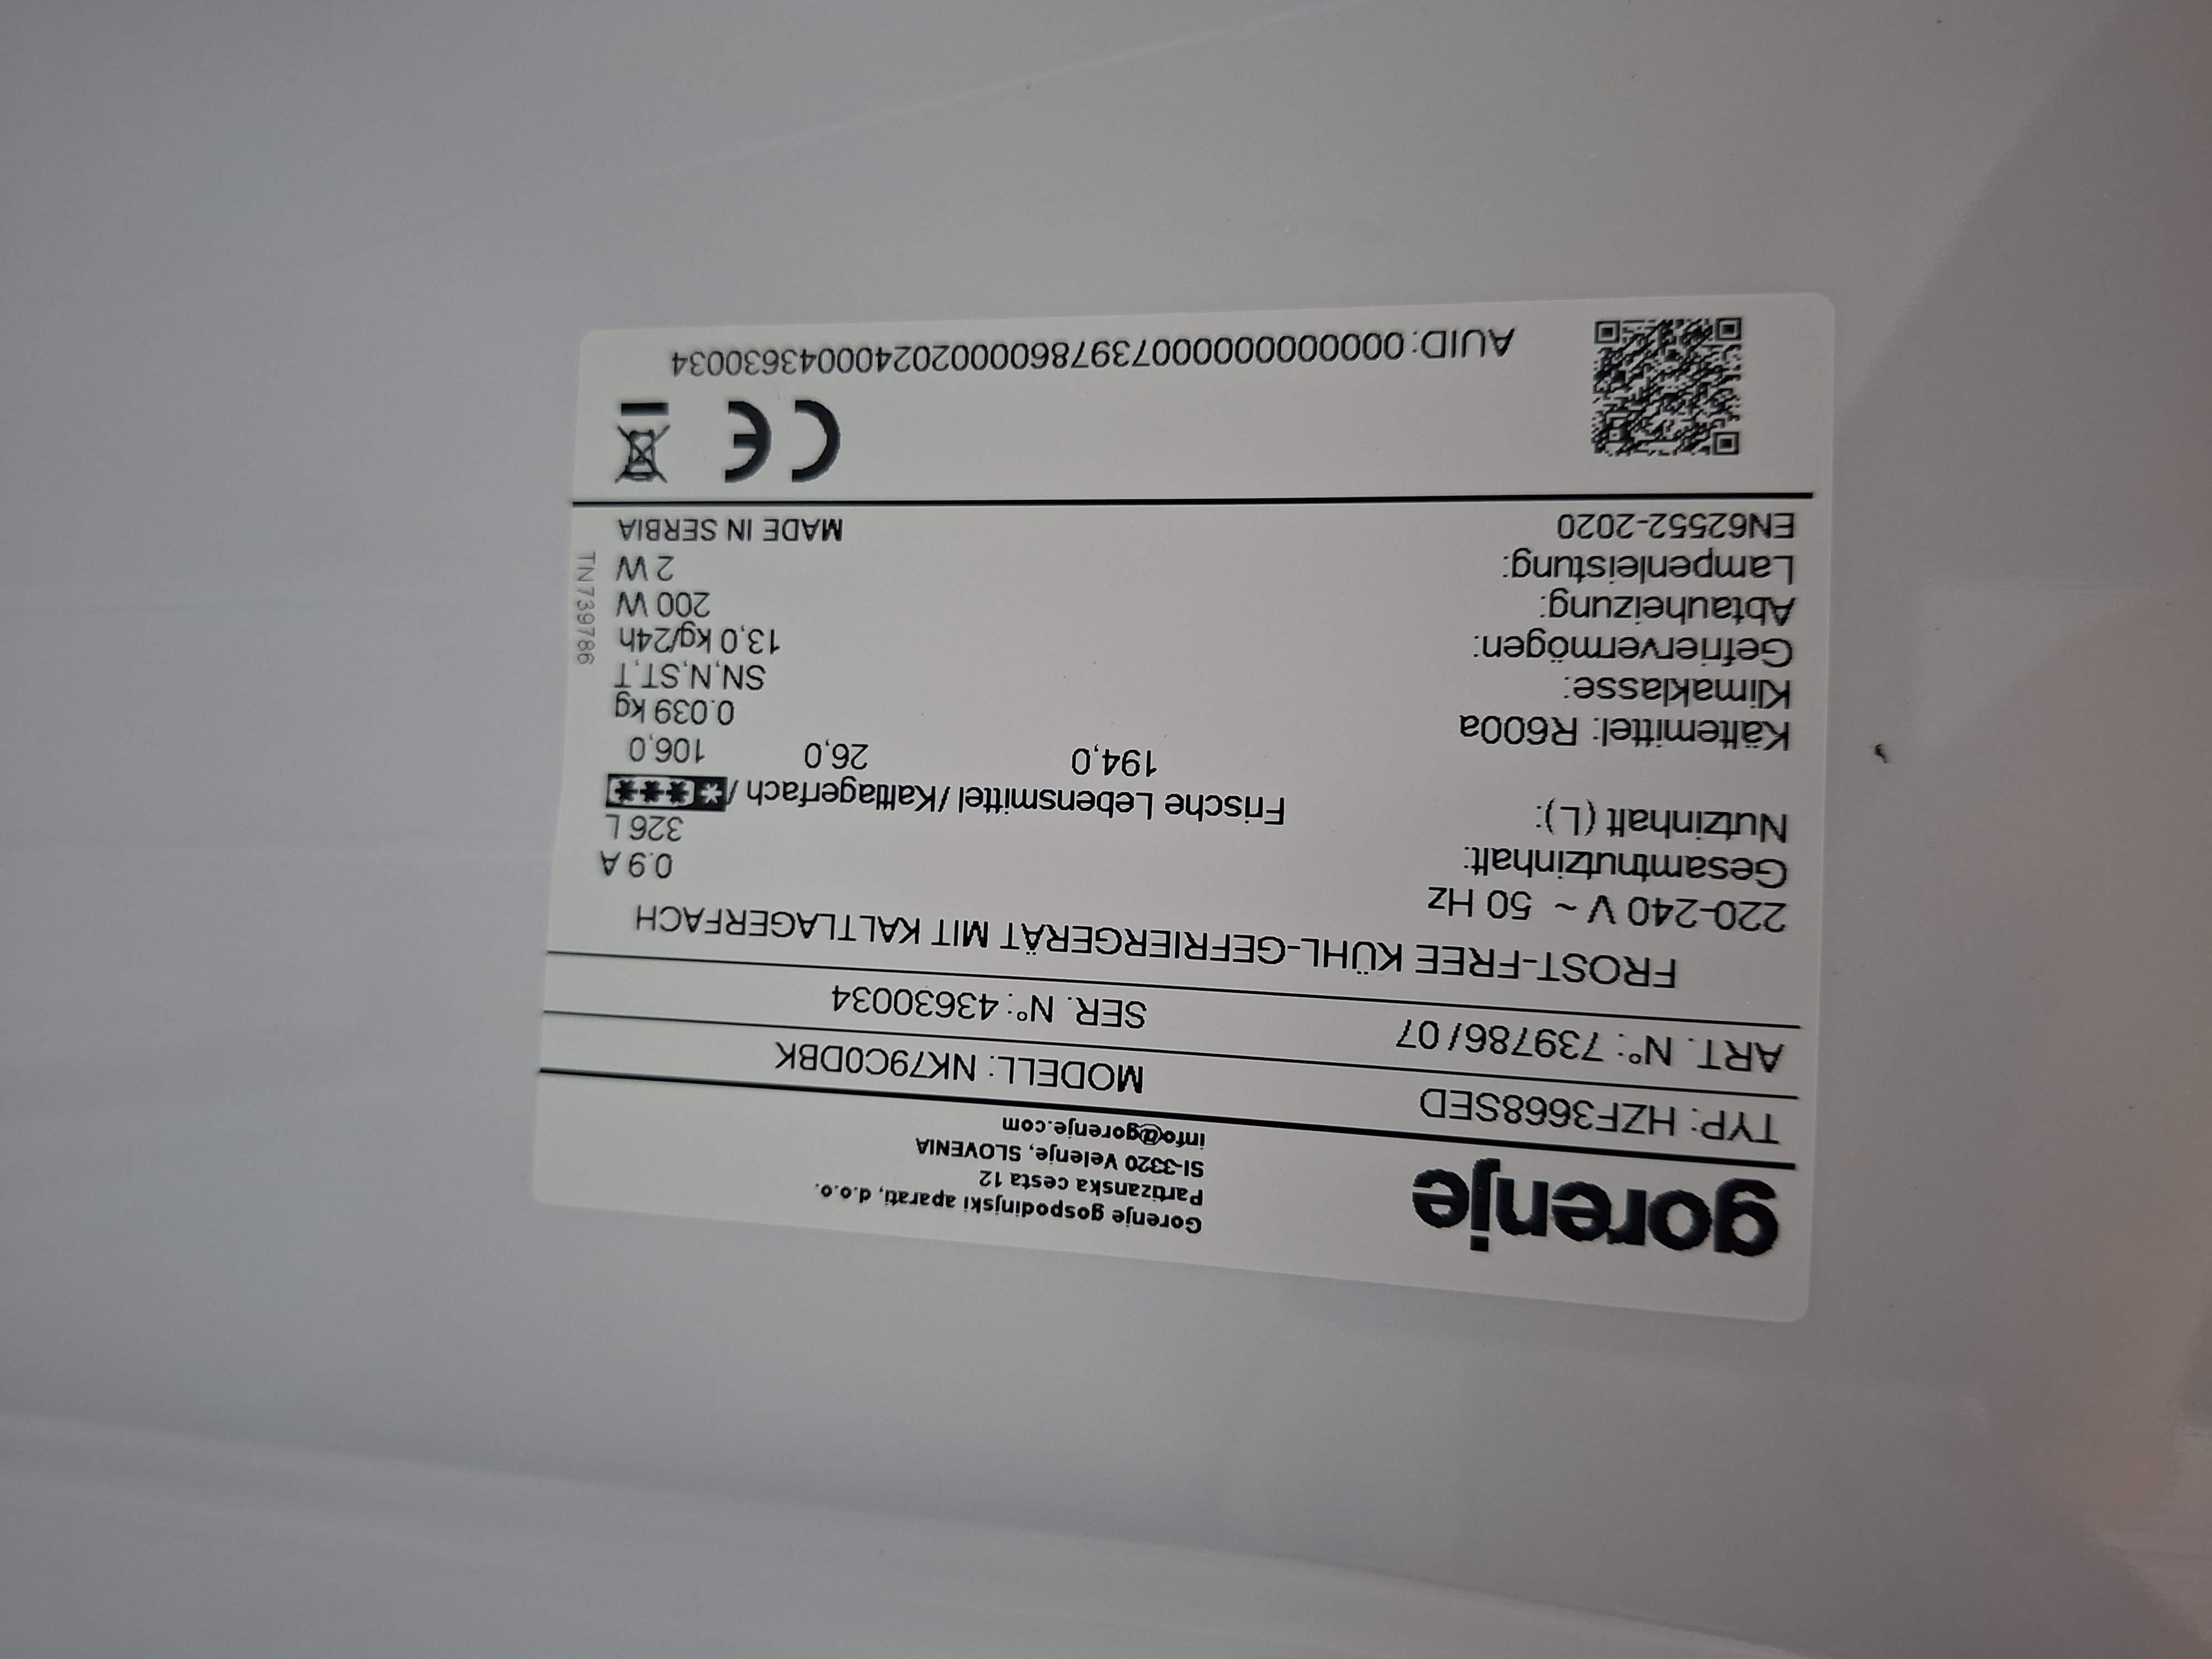 gorenje
Gorenje gospodinjski aparati, d.o.o.
Partizanska cesta 12
SI-3320 Velenje, SLOVENIA
info@gorenje.com
TYP: HZF3668SED MODELL: NK79C0DBK
ART. N°: 739786/07 SER. N°: 43630034
FROST-FREE KÜHL-GEFRIERGERÄT MIT KALTLAGERFACH
220-240 V ~ 50 Hz 0.9 A
Gesamtnutzinhalt: 326 L
Nutzinhalt (L): Frische Lebensmittel / Kaltlagerfach /
194,0 26,0 106,0
Kältemittel: R600a 0.039 kg
Klimaklasse: SN,N,ST,T
Gefriervermögen: 13,0 kg/24h
Abtauheizung: 200 W
Lampenleistung: 2 W
EN62552-2020 MADE IN SERBIA
TN739786
CE
AUID: 0000000000007397860000202400043630034